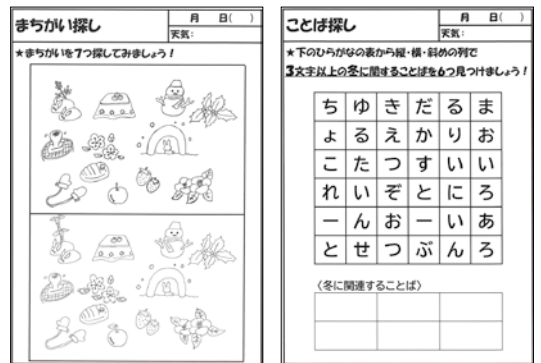 まちがい探し
月 日( )
天気:
★まちがいを7つ探してみましょう!
ことば探し
月 日( )
天気:
★下のひらがなの表から縦・横・斜めの列で
3文字以上の冬に関することばを6つ見つけましょう!
ち ゆ き だ る ま
ょ る え か り お
こ た つ す い い
れ い ぞ と に ろ
ー ん お ー い あ
と せ つ ぶ ん ろ
〈冬に関連することば〉